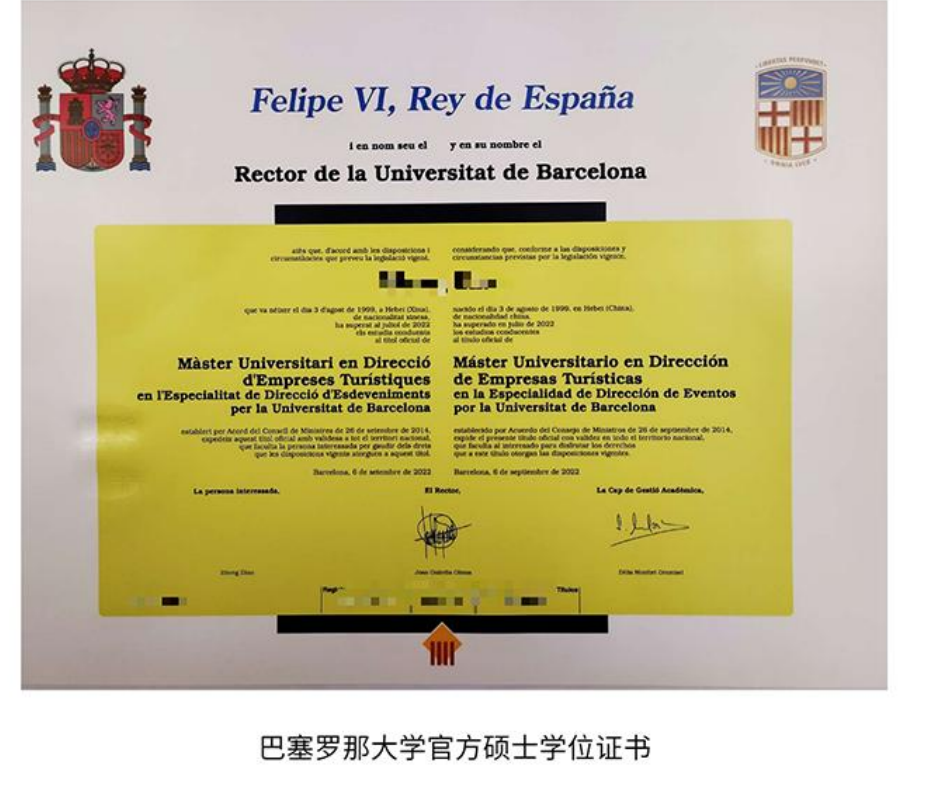 Felipe VI, Rey de España
i en nom seu el
y en su nombre el
Rector de la Universitat de Barcelona
atès que, d'acord amb les disposicions i
circumstàncies que preveu la legislació vigent,
considerando que, conforme a las disposiciones y
circunstancias previstas por la legislación vigente,
que va néixer el dia 3 d'agost de 1999, a Hebei (Xina),
de nacionalitat xinesa,
ha superat al juliol de 2022
els estudis conduents
al títol oficial de
nacido el día 3 de agosto de 1999, en Hebei (China),
de nacionalidad china,
ha superado en julio de 2022
los estudios conducentes
al título oficial de
Màster Universitari en Direcció
d'Empreses Turístiques
en l'Especialitat de Direcció d'Esdeveniments
per la Universitat de Barcelona
Máster Universitario en Dirección
de Empresas Turísticas
en la Especialidad de Dirección de Eventos
por la Universitat de Barcelona
establert per Acord del Consell de Ministres de 26 de setembre de 2014,
expedeix aquest títol oficial amb validesa a tot el territori nacional,
que faculta la persona interessada per gaudir dels drets
que les disposicions vigents atorguen a aquest títol.
establecido por Acuerdo del Consejo de Ministros de 26 de septiembre de 2014,
expide el presente título oficial con validez en todo el territorio nacional,
que faculta al interesado para disfrutar los derechos
que a este título otorgan las disposiciones vigentes.
Barcelona, 6 de setembre de 2022
Barcelona, 6 de septiembre de 2022
La persona interessada,
El Rector,
La Cap de Gestió Acadèmica,
Joan Guàrdia Olmos
Títulos
巴塞罗那大学官方硕士学位证书